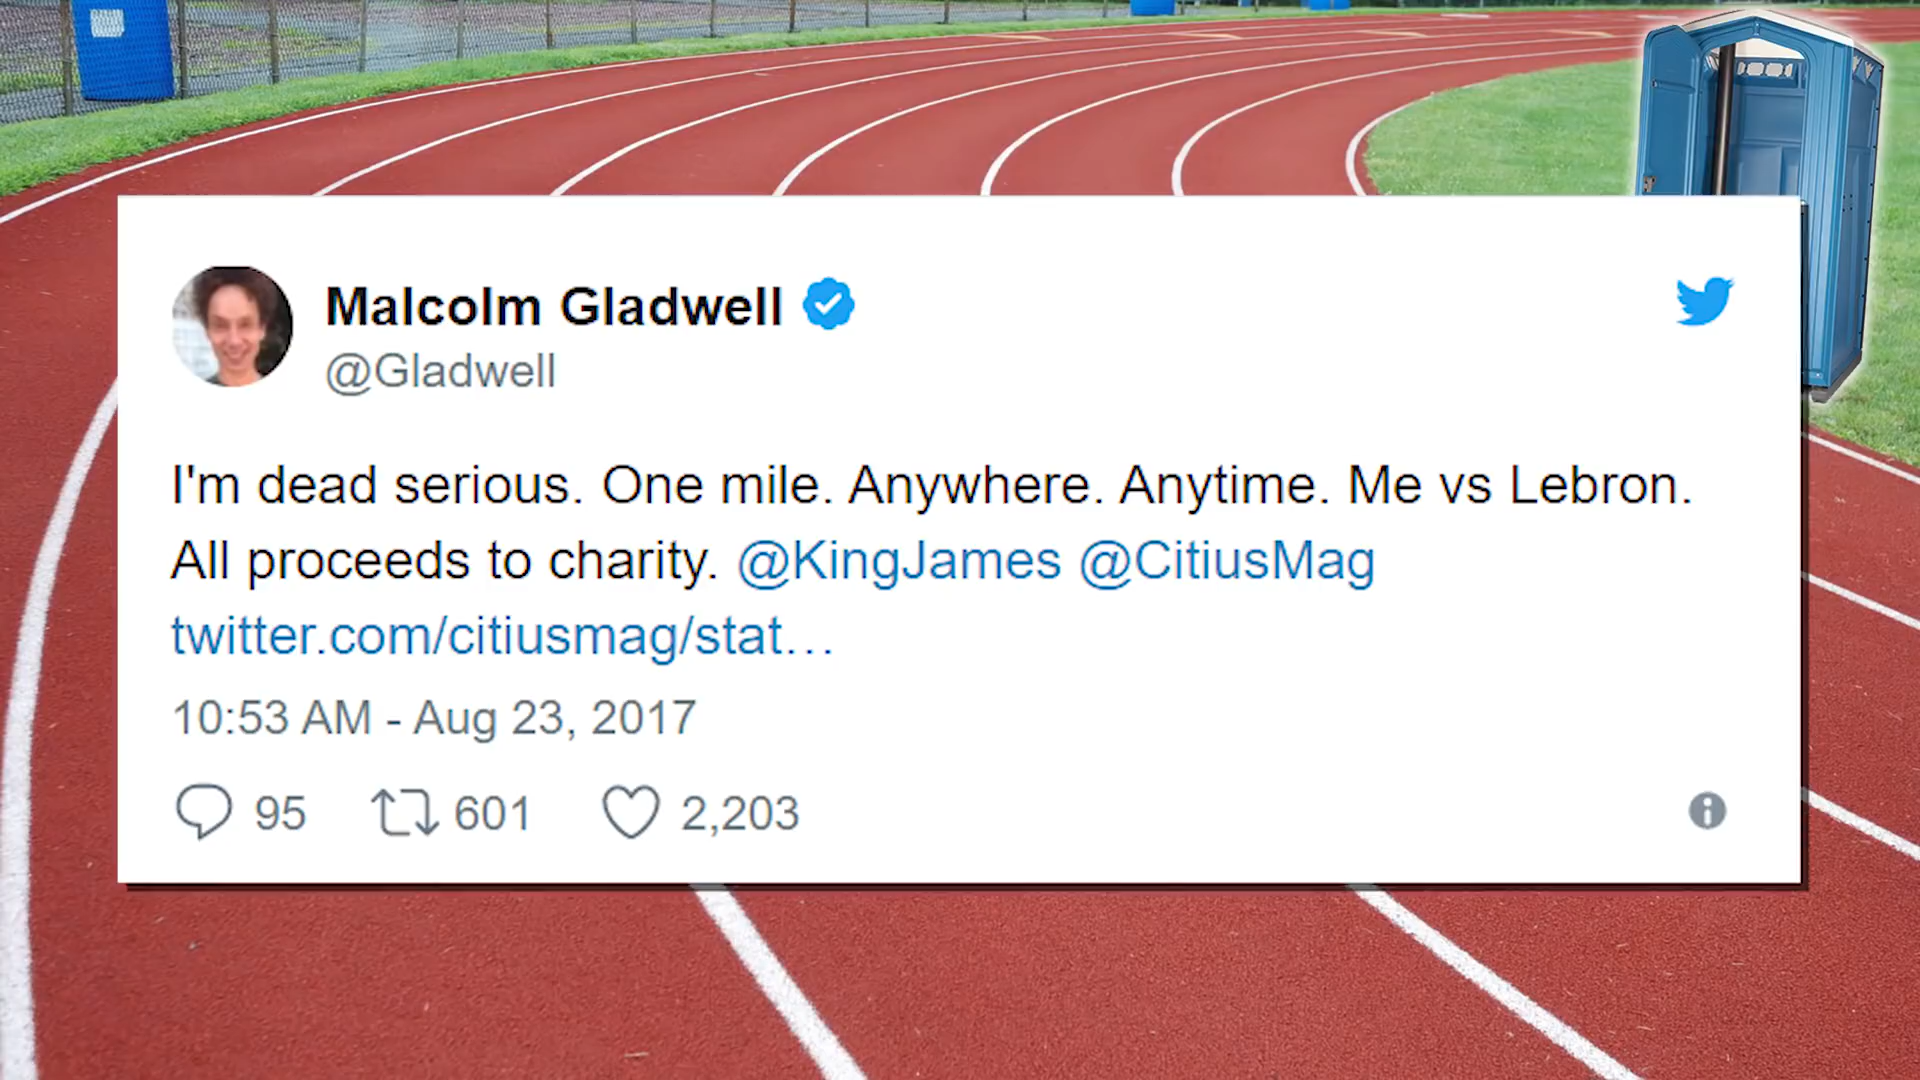 Malcolm Gladwell
@Gladwell
I'm dead serious. One mile. Anywhere. Anytime. Me vs Lebron.
All proceeds to charity. @KingJames @CitiusMag
twitter.com/citiusmag/stat…
10:53 AM - Aug 23, 2017
95 601 2,203